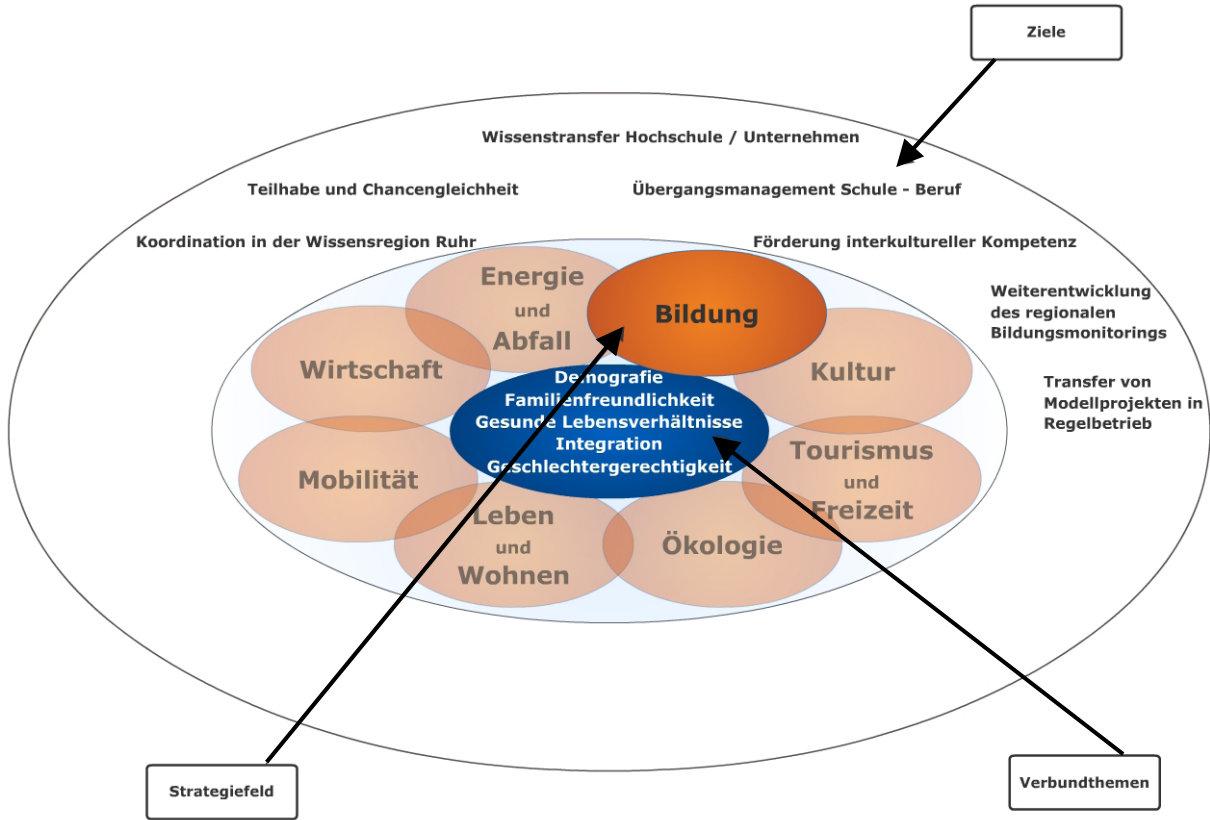 Ziele
Wissenstransfer Hochschule / Unternehmen
Teilhabe und Chancengleichheit
Übergangsmanagement Schule - Beruf
Koordination in der Wissensregion Ruhr
Förderung interkultureller Kompetenz
Energie
und
Abfall
Bildung
Weiterentwicklung
des regionalen
Bildungsmonitorings
Wirtschaft
Kultur
Transfer von
Modellprojekten in
Regelbetrieb
Demografie
Familienfreundlichkeit
Gesunde Lebensverhältnisse
Integration
Geschlechtergerechtigkeit
Mobilität
Tourismus
und
Freizeit
Leben
und
Wohnen
Ökologie
Strategiefeld
Verbundthemen